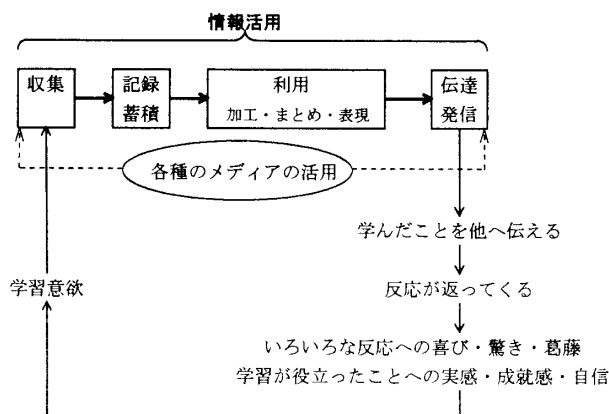 情報活用
収集
記録
蓄積
利用
加工・まとめ・表現
伝達
発信
各種のメディアの活用
学んだことを他へ伝える
学習意欲
反応が返ってくる
いろいろな反応への喜び・驚き・葛藤
学習が役立ったことへの実感・成就感・自信